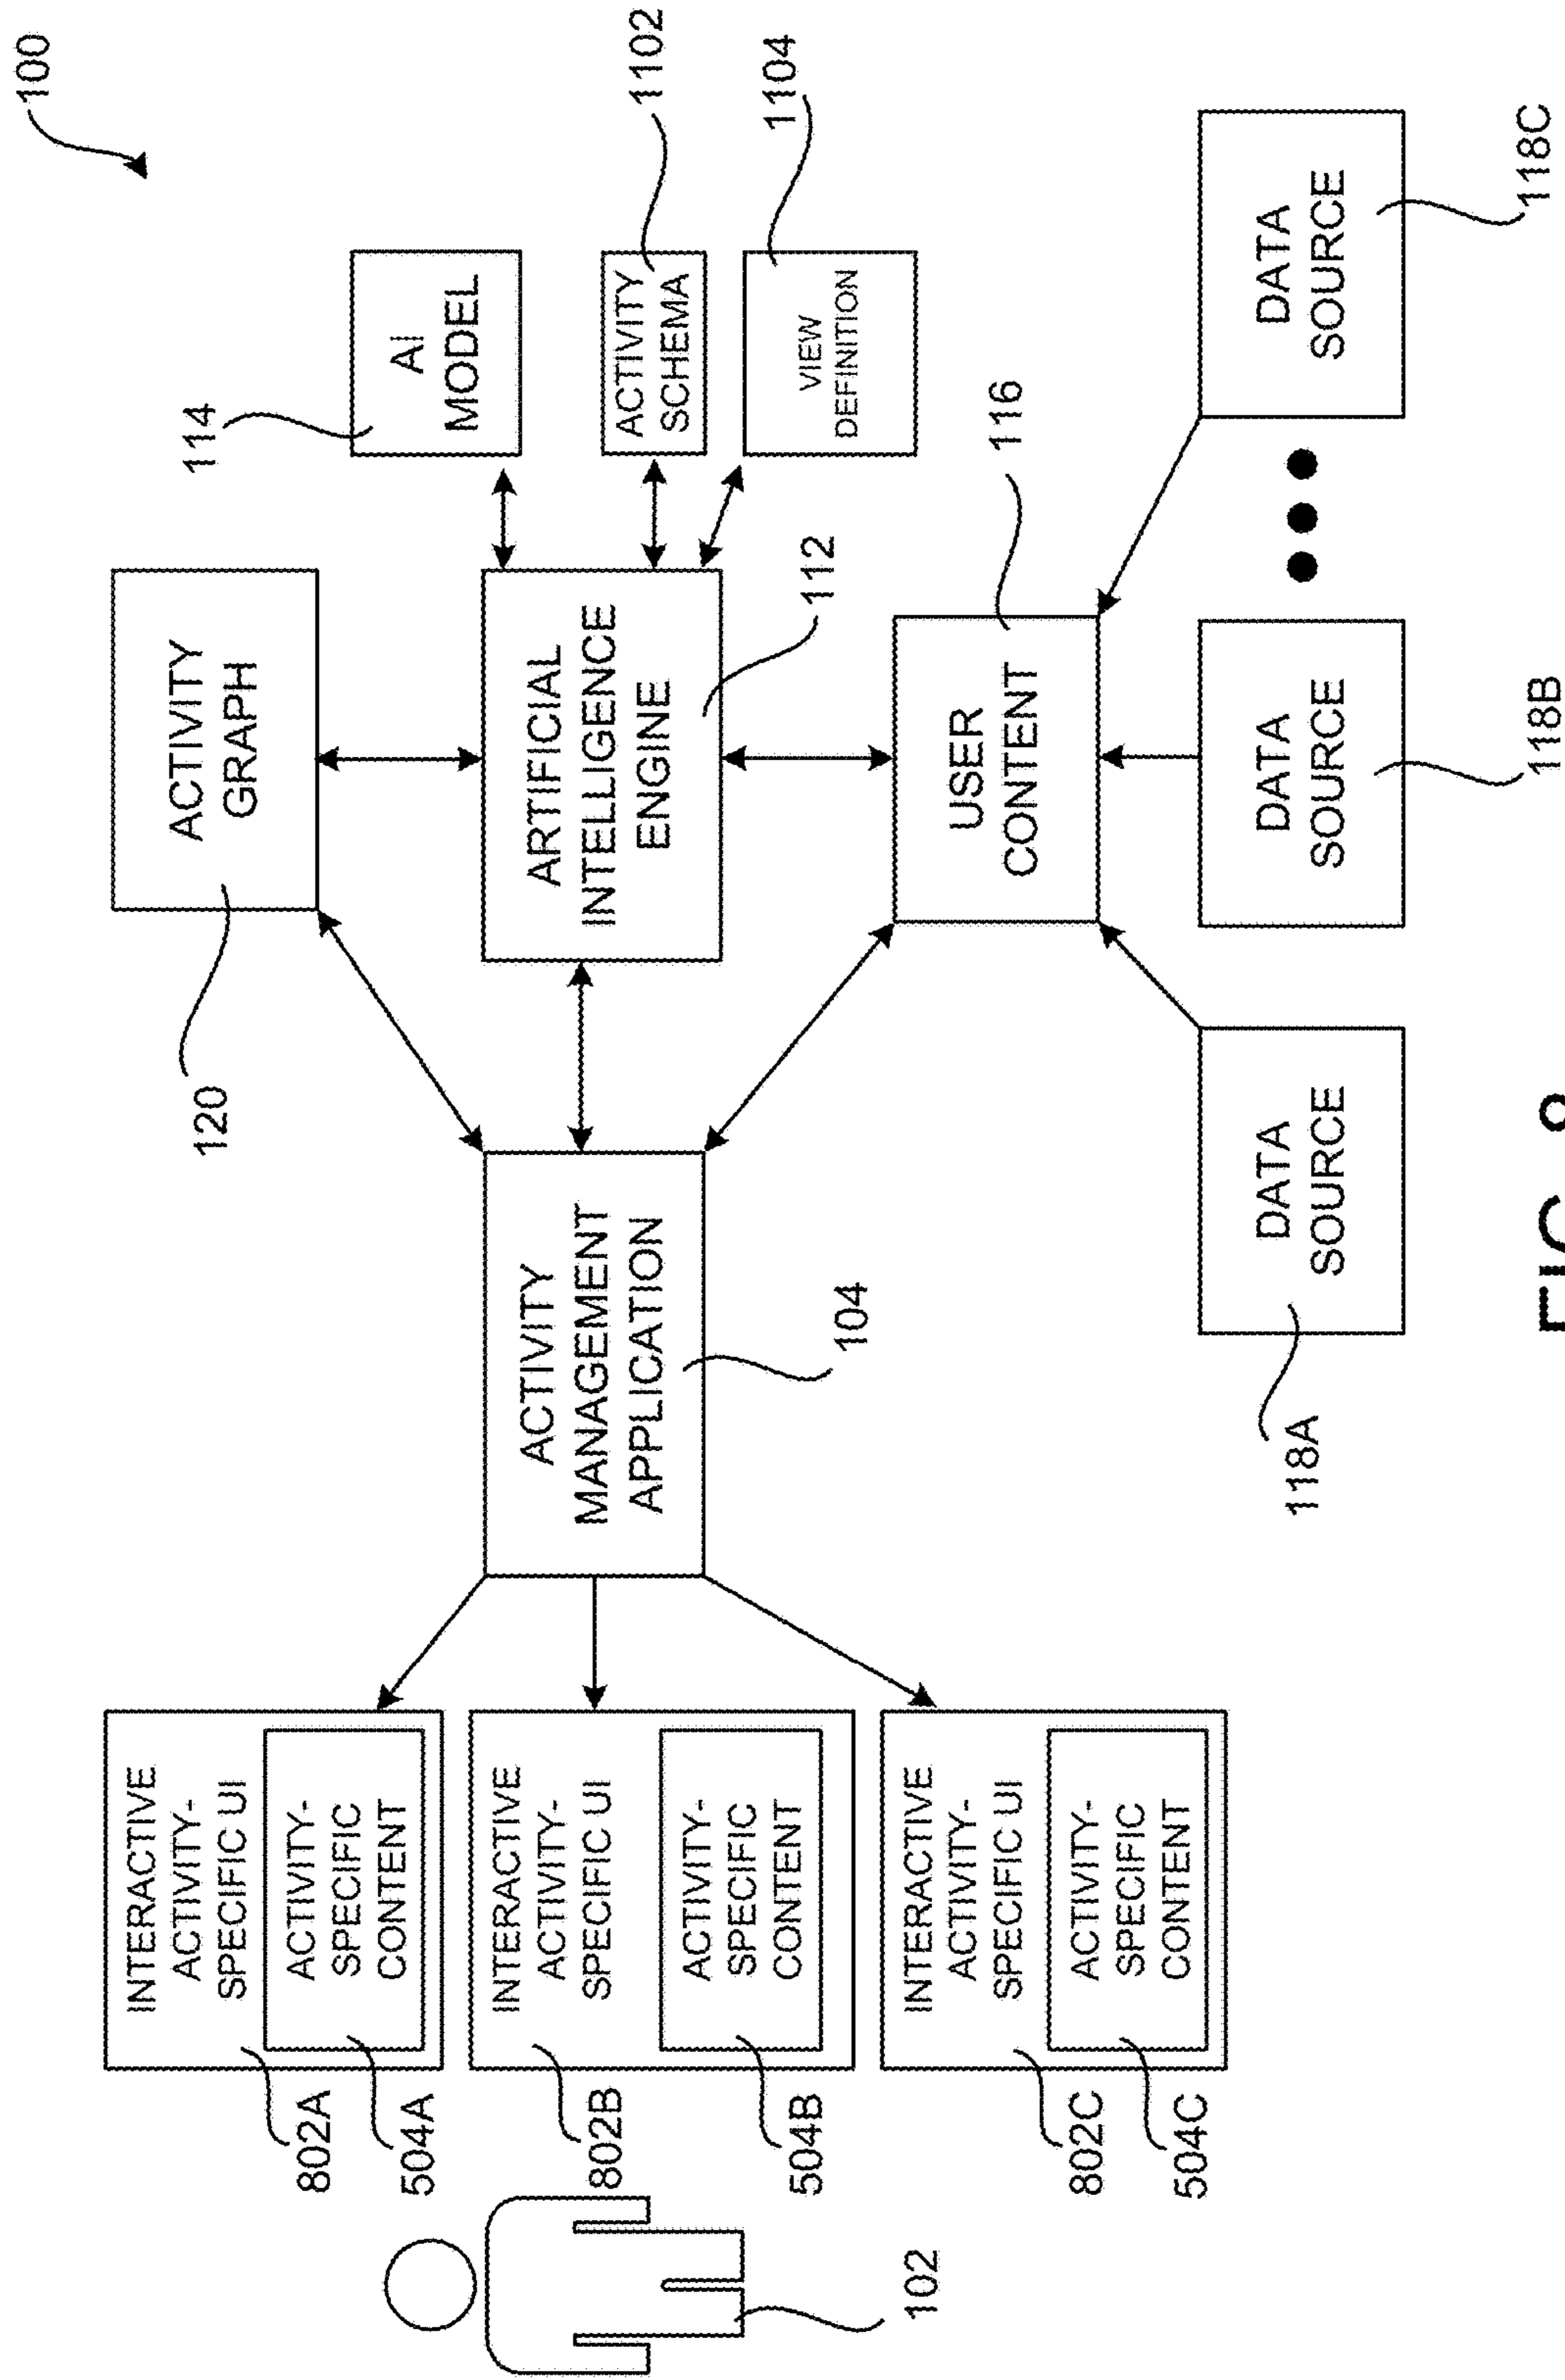 100
ACTIVITY
GRAPH
120
AI
MODEL
114
ARTIFICIAL
INTELLIGENCE
ENGINE
112
ACTIVITY
SCHEMA
1102
VIEW
DEFINITION
1104
INTERACTIVE
ACTIVITY-
SPECIFIC UI
ACTIVITY-
SPECIFIC
CONTENT
802A
504A
INTERACTIVE
ACTIVITY-
SPECIFIC UI
ACTIVITY-
SPECIFIC
CONTENT
802B
504B
INTERACTIVE
ACTIVITY-
SPECIFIC UI
ACTIVITY-
SPECIFIC
CONTENT
802C
504C
102
ACTIVITY
MANAGEMENT
APPLICATION
104
USER
CONTENT
116
DATA
SOURCE
118A
DATA
SOURCE
118B
DATA
SOURCE
118C